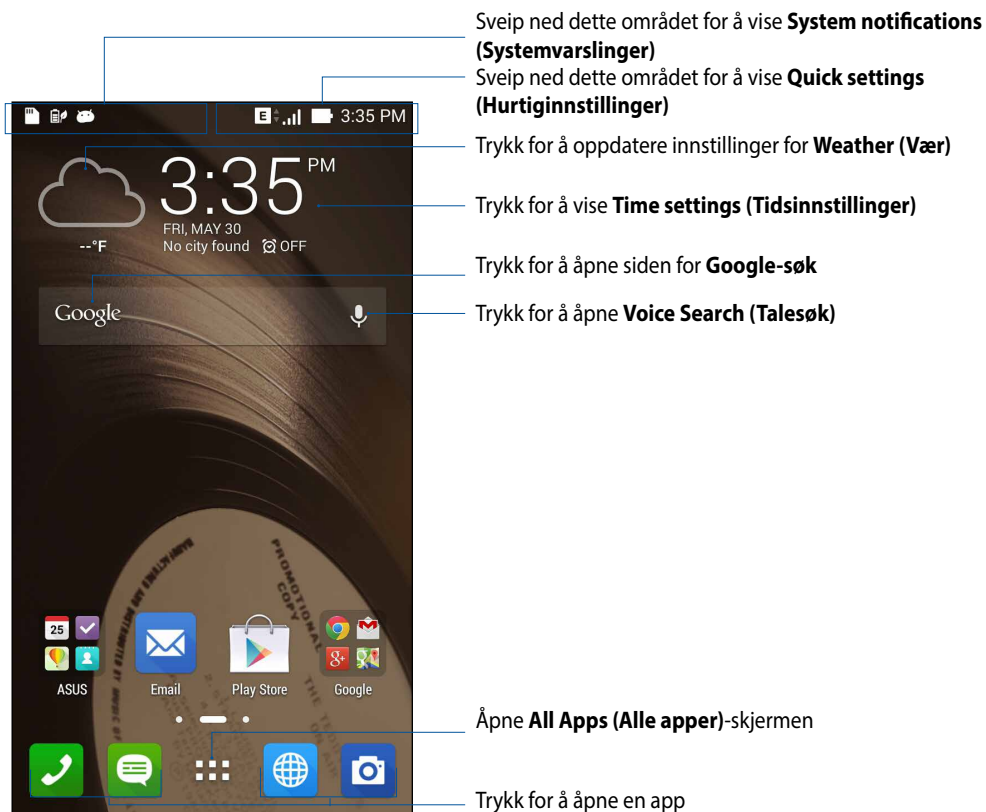 Sveip ned dette området for å vise System notifications
(Systemvarslinger)
Sveip ned dette området for å vise Quick settings
(Hurtiginnstillinger)
E 3:35 PM
Trykk for å oppdatere innstillinger for Weather (Vær)
3:35 PM
Trykk for å vise Time settings (Tidsinnstillinger)
FRI, MAY 30
--°F
No city found OFF
Trykk for å åpne siden for Google-søk
Google
Trykk for å åpne Voice Search (Talesøk)
PROMOTIONAL
COPY
25
8+
ASUS
Email
Play Store
Google
Åpne All Apps (Alle apper)-skjermen
Trykk for å åpne en app